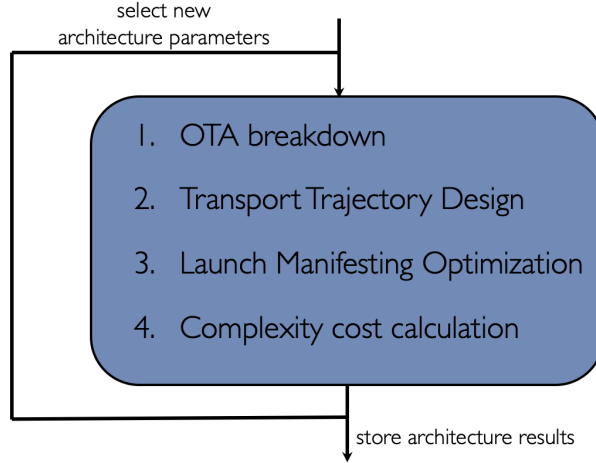 select new
architecture parameters
1. OTA breakdown
2. Transport Trajectory Design
3. Launch Manifesting Optimization
4. Complexity cost calculation
store architecture results